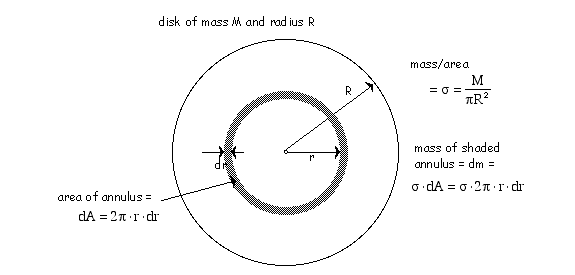 disk of mass M and radius R
mass/area
= σ = M/πR²
R
mass of shaded
annulus = dm =
σ·dA = σ·2π·r·dr
r
dr
area of annulus =
dA = 2π·r·dr